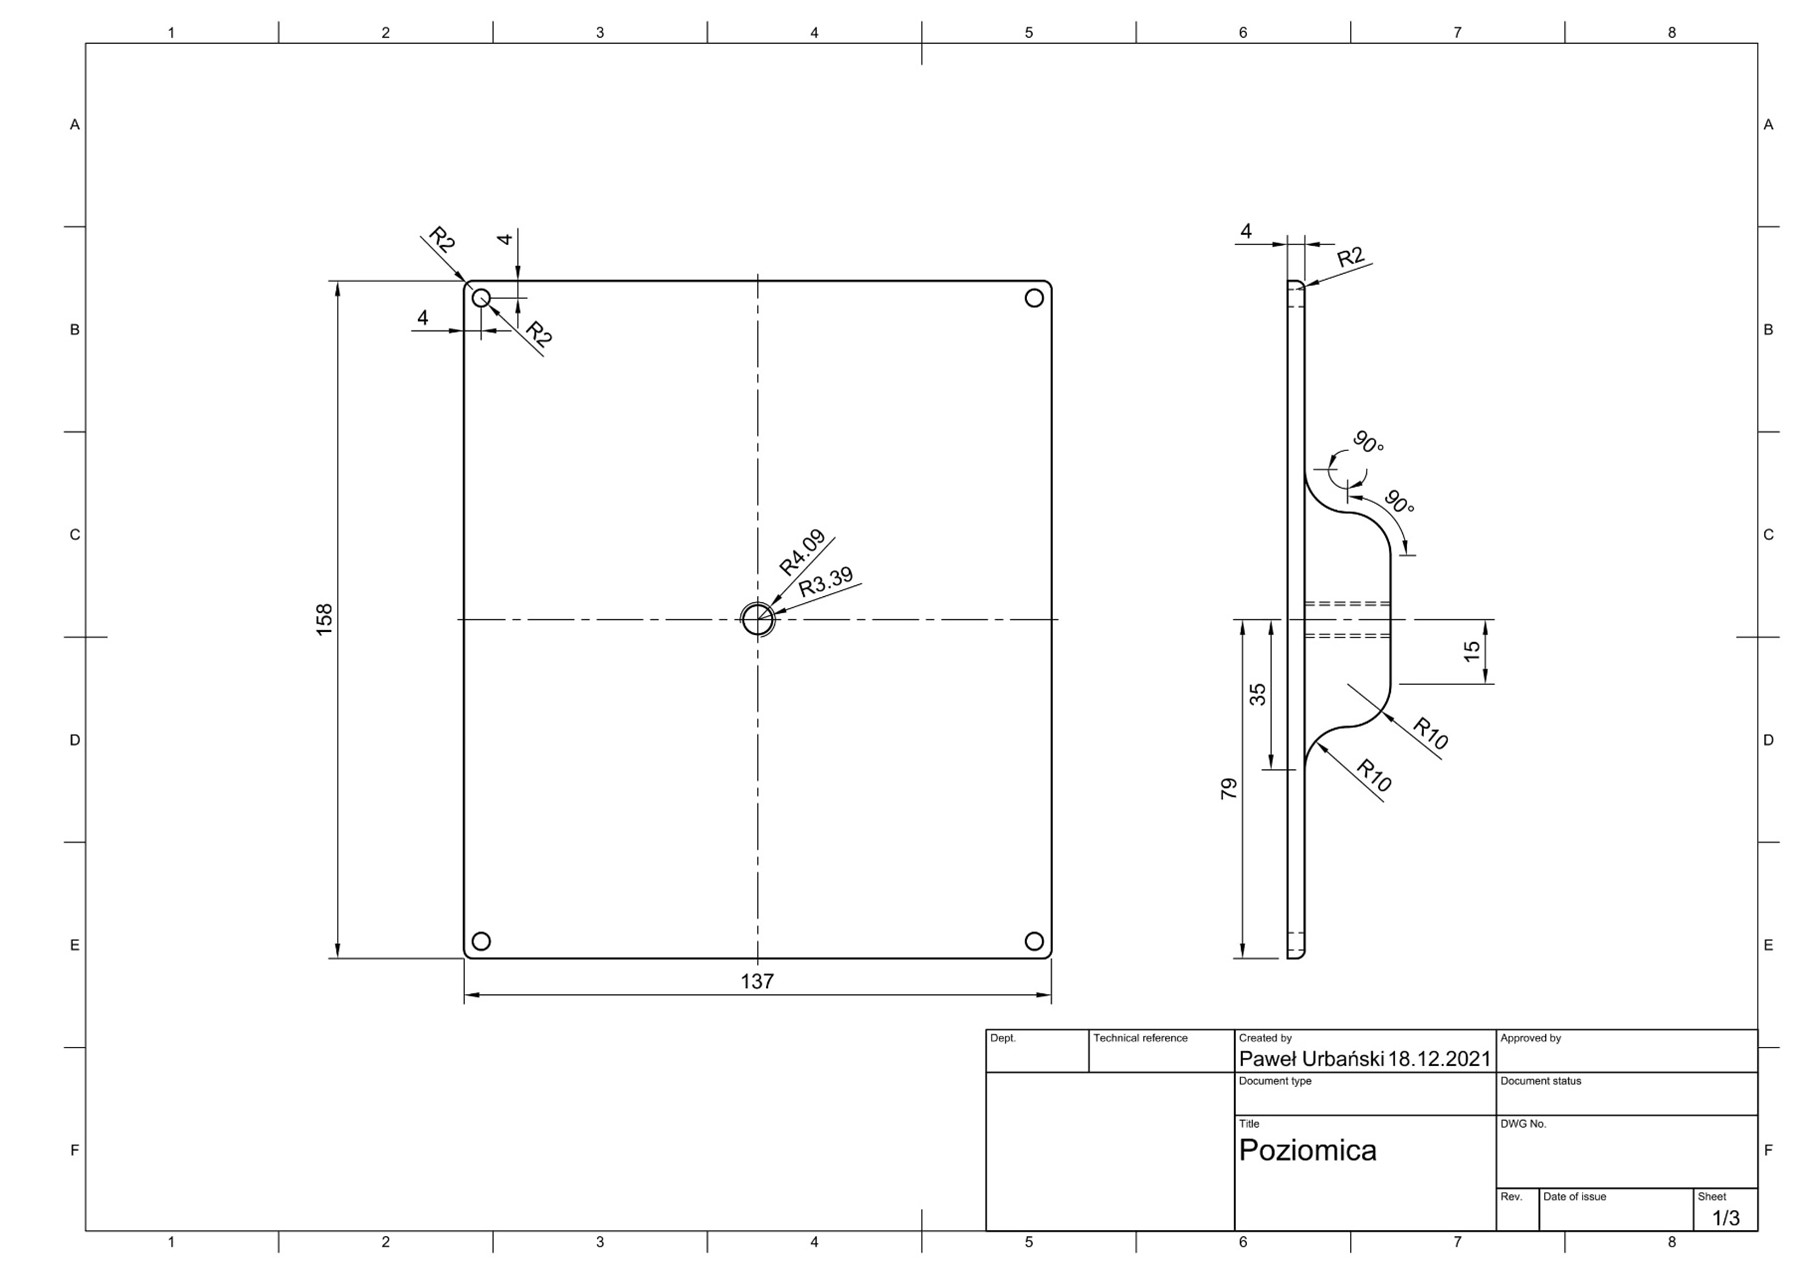 1 2 3 4 5 6 7 8
A A
R2 4 4 R2
B B
4 R2
90°
90°
C C
R4.09
R3.39
158
15
35
D D
R10
R10
79
E E
137
Dept. Technical reference Created by Approved by
Paweł Urbański 18.12.2021
Document type Document status
Title DWG No.
F Poziomica F
Rev. Date of issue Sheet
1/3
1 2 3 4 5 6 7 8